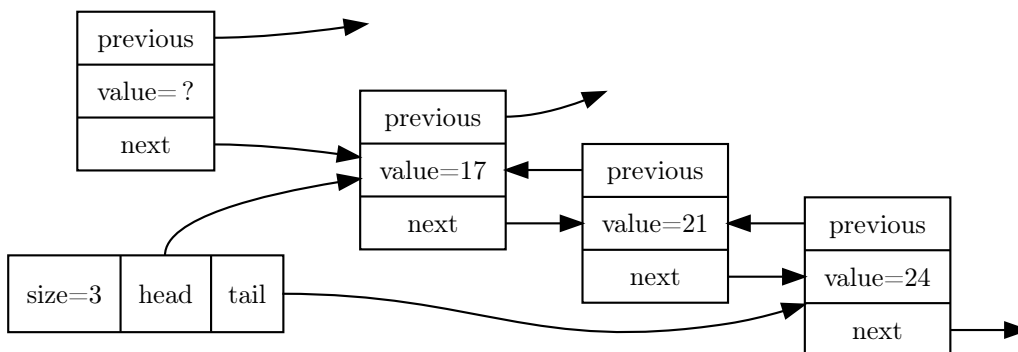 previous
value= ?
next
previous
value=17
next
previous
value=21
next
previous
value=24
next
size=3 head tail